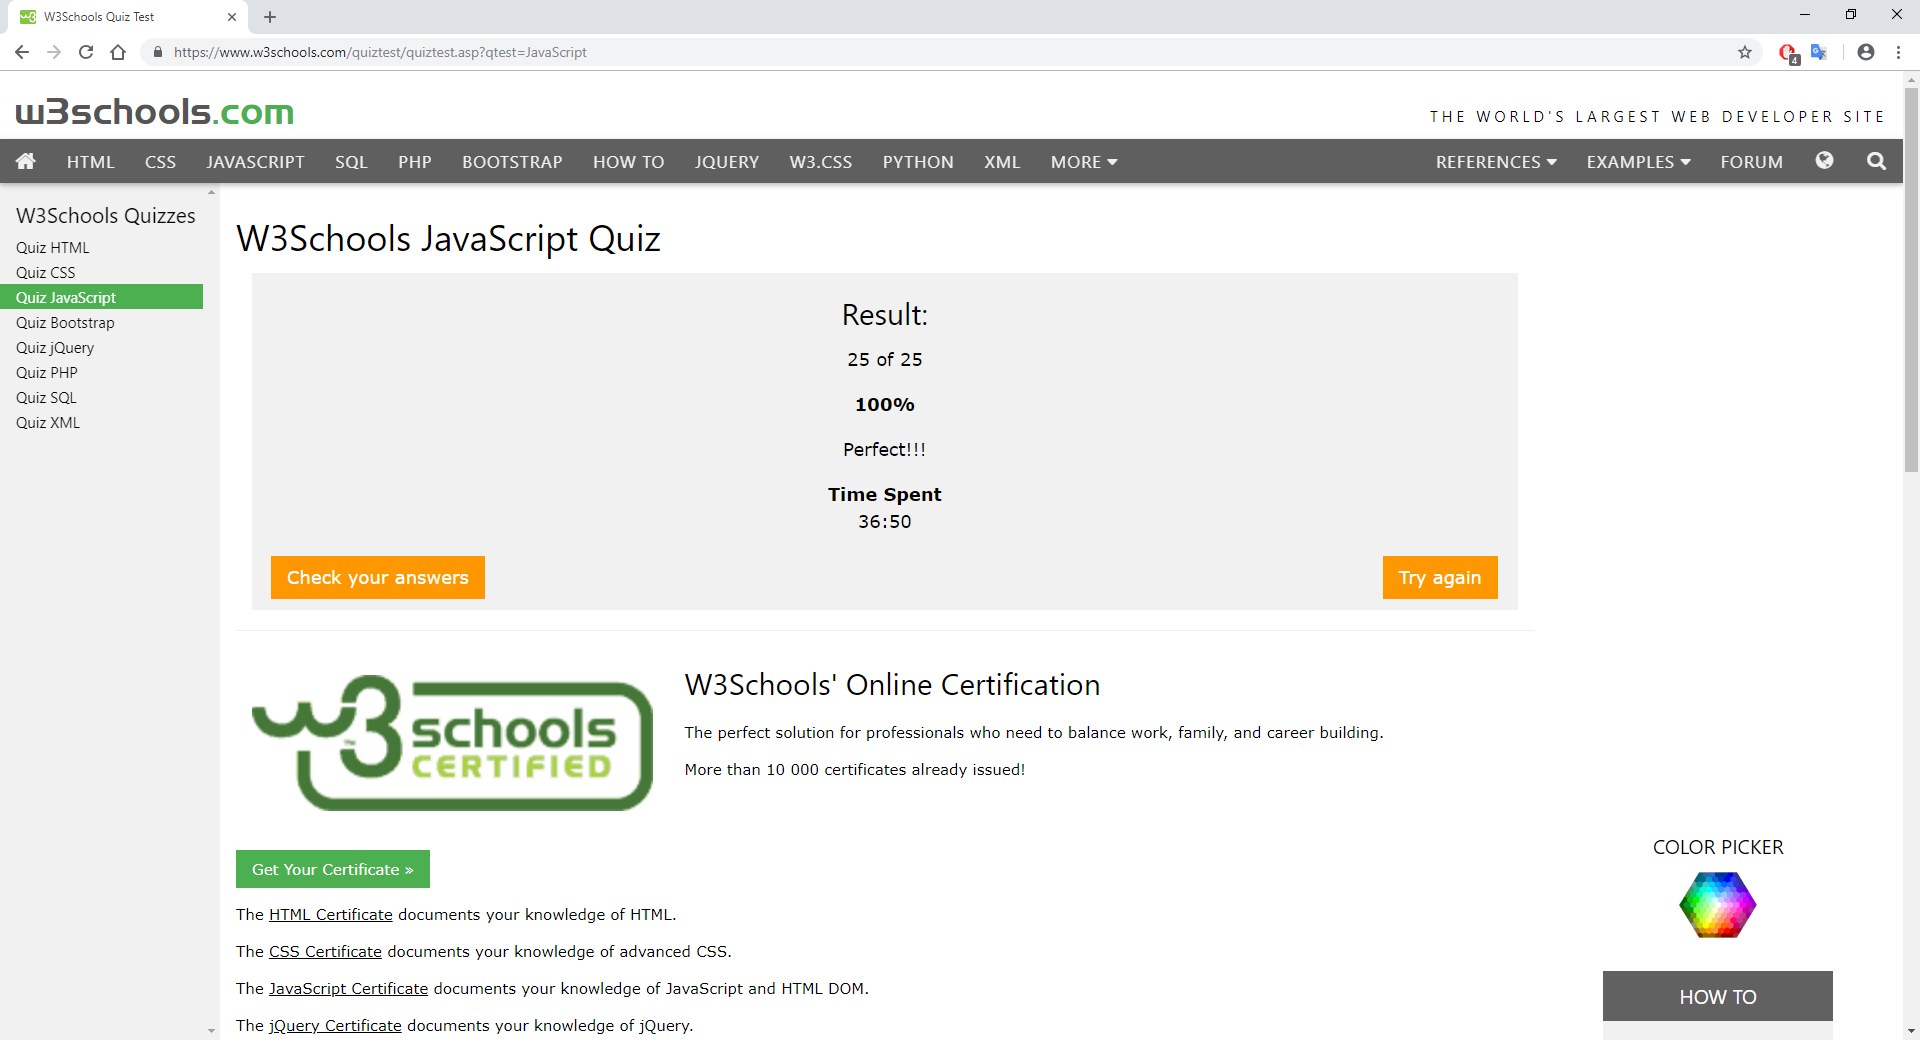 W3Schools Quiz Test
https://www.w3schools.com/quiztest/quiztest.asp?qtest=JavaScript
4
w3schools.com
THE WORLD'S LARGEST WEB DEVELOPER SITE
HTML CSS JAVASCRIPT SQL PHP BOOTSTRAP HOW TO JQUERY W3.CSS PYTHON XML MORE REFERENCES EXAMPLES FORUM
W3Schools Quizzes
Quiz HTML
Quiz CSS
Quiz JavaScript
Quiz Bootstrap
Quiz jQuery
Quiz PHP
Quiz SQL
Quiz XML
W3Schools JavaScript Quiz
Result:
25 of 25
100%
Perfect!!!
Time Spent
36:50
Check your answers
Try again
w3schools
CERTIFIED
W3Schools' Online Certification
The perfect solution for professionals who need to balance work, family, and career building.
More than 10 000 certificates already issued!
Get Your Certificate »
The HTML Certificate documents your knowledge of HTML.
The CSS Certificate documents your knowledge of advanced CSS.
The JavaScript Certificate documents your knowledge of JavaScript and HTML DOM.
The jQuery Certificate documents your knowledge of jQuery.
COLOR PICKER
HOW TO